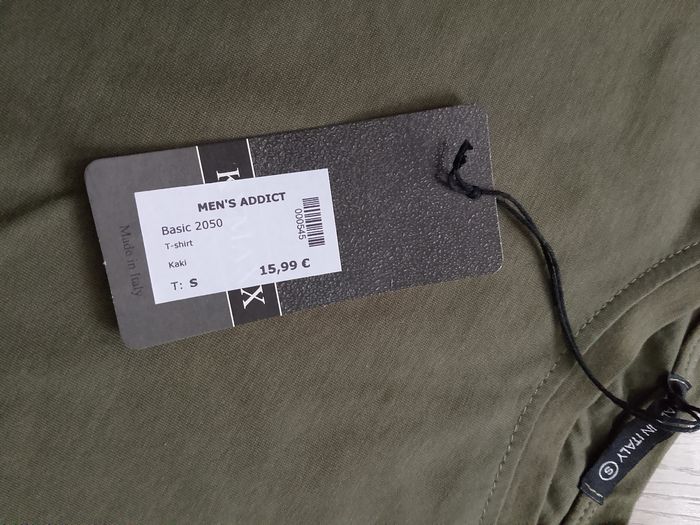 MEN'S ADDICT
Basic 2050
T-shirt
Kaki
T: S
15,99 €
000545
Made in Italy
IN ITALY
S